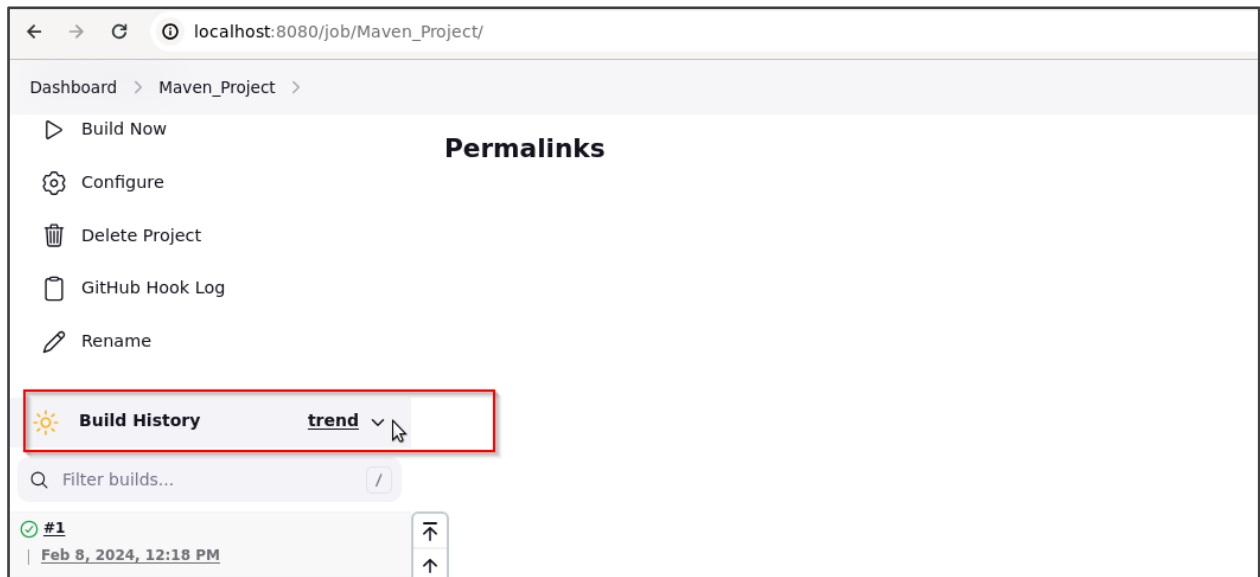 localhost:8080/job/Maven_Project/
Dashboard > Maven_Project >
Build Now
Permalinks
Configure
Delete Project
GitHub Hook Log
Rename
Build History trend
Filter builds... /
#1
Feb 8, 2024, 12:18 PM